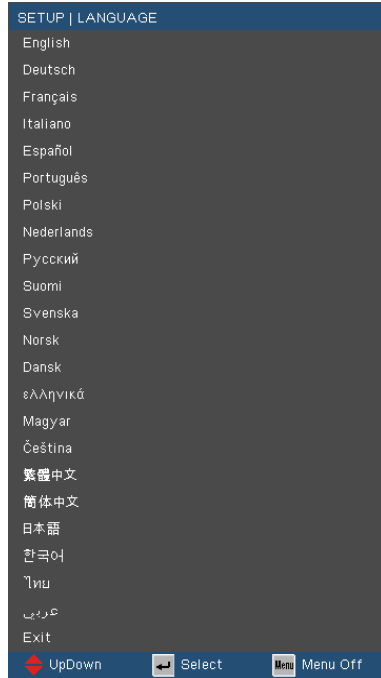 SETUP | LANGUAGE
English
Deutsch
Français
Italiano
Español
Português
Polski
Nederlands
Русский
Suomi
Svenska
Norsk
Dansk
ελληνικά
Magyar
Čeština
繁體中文
简体中文
日本語
한국어
ไทย
عربي
Exit
UpDown Select Menu Menu Off